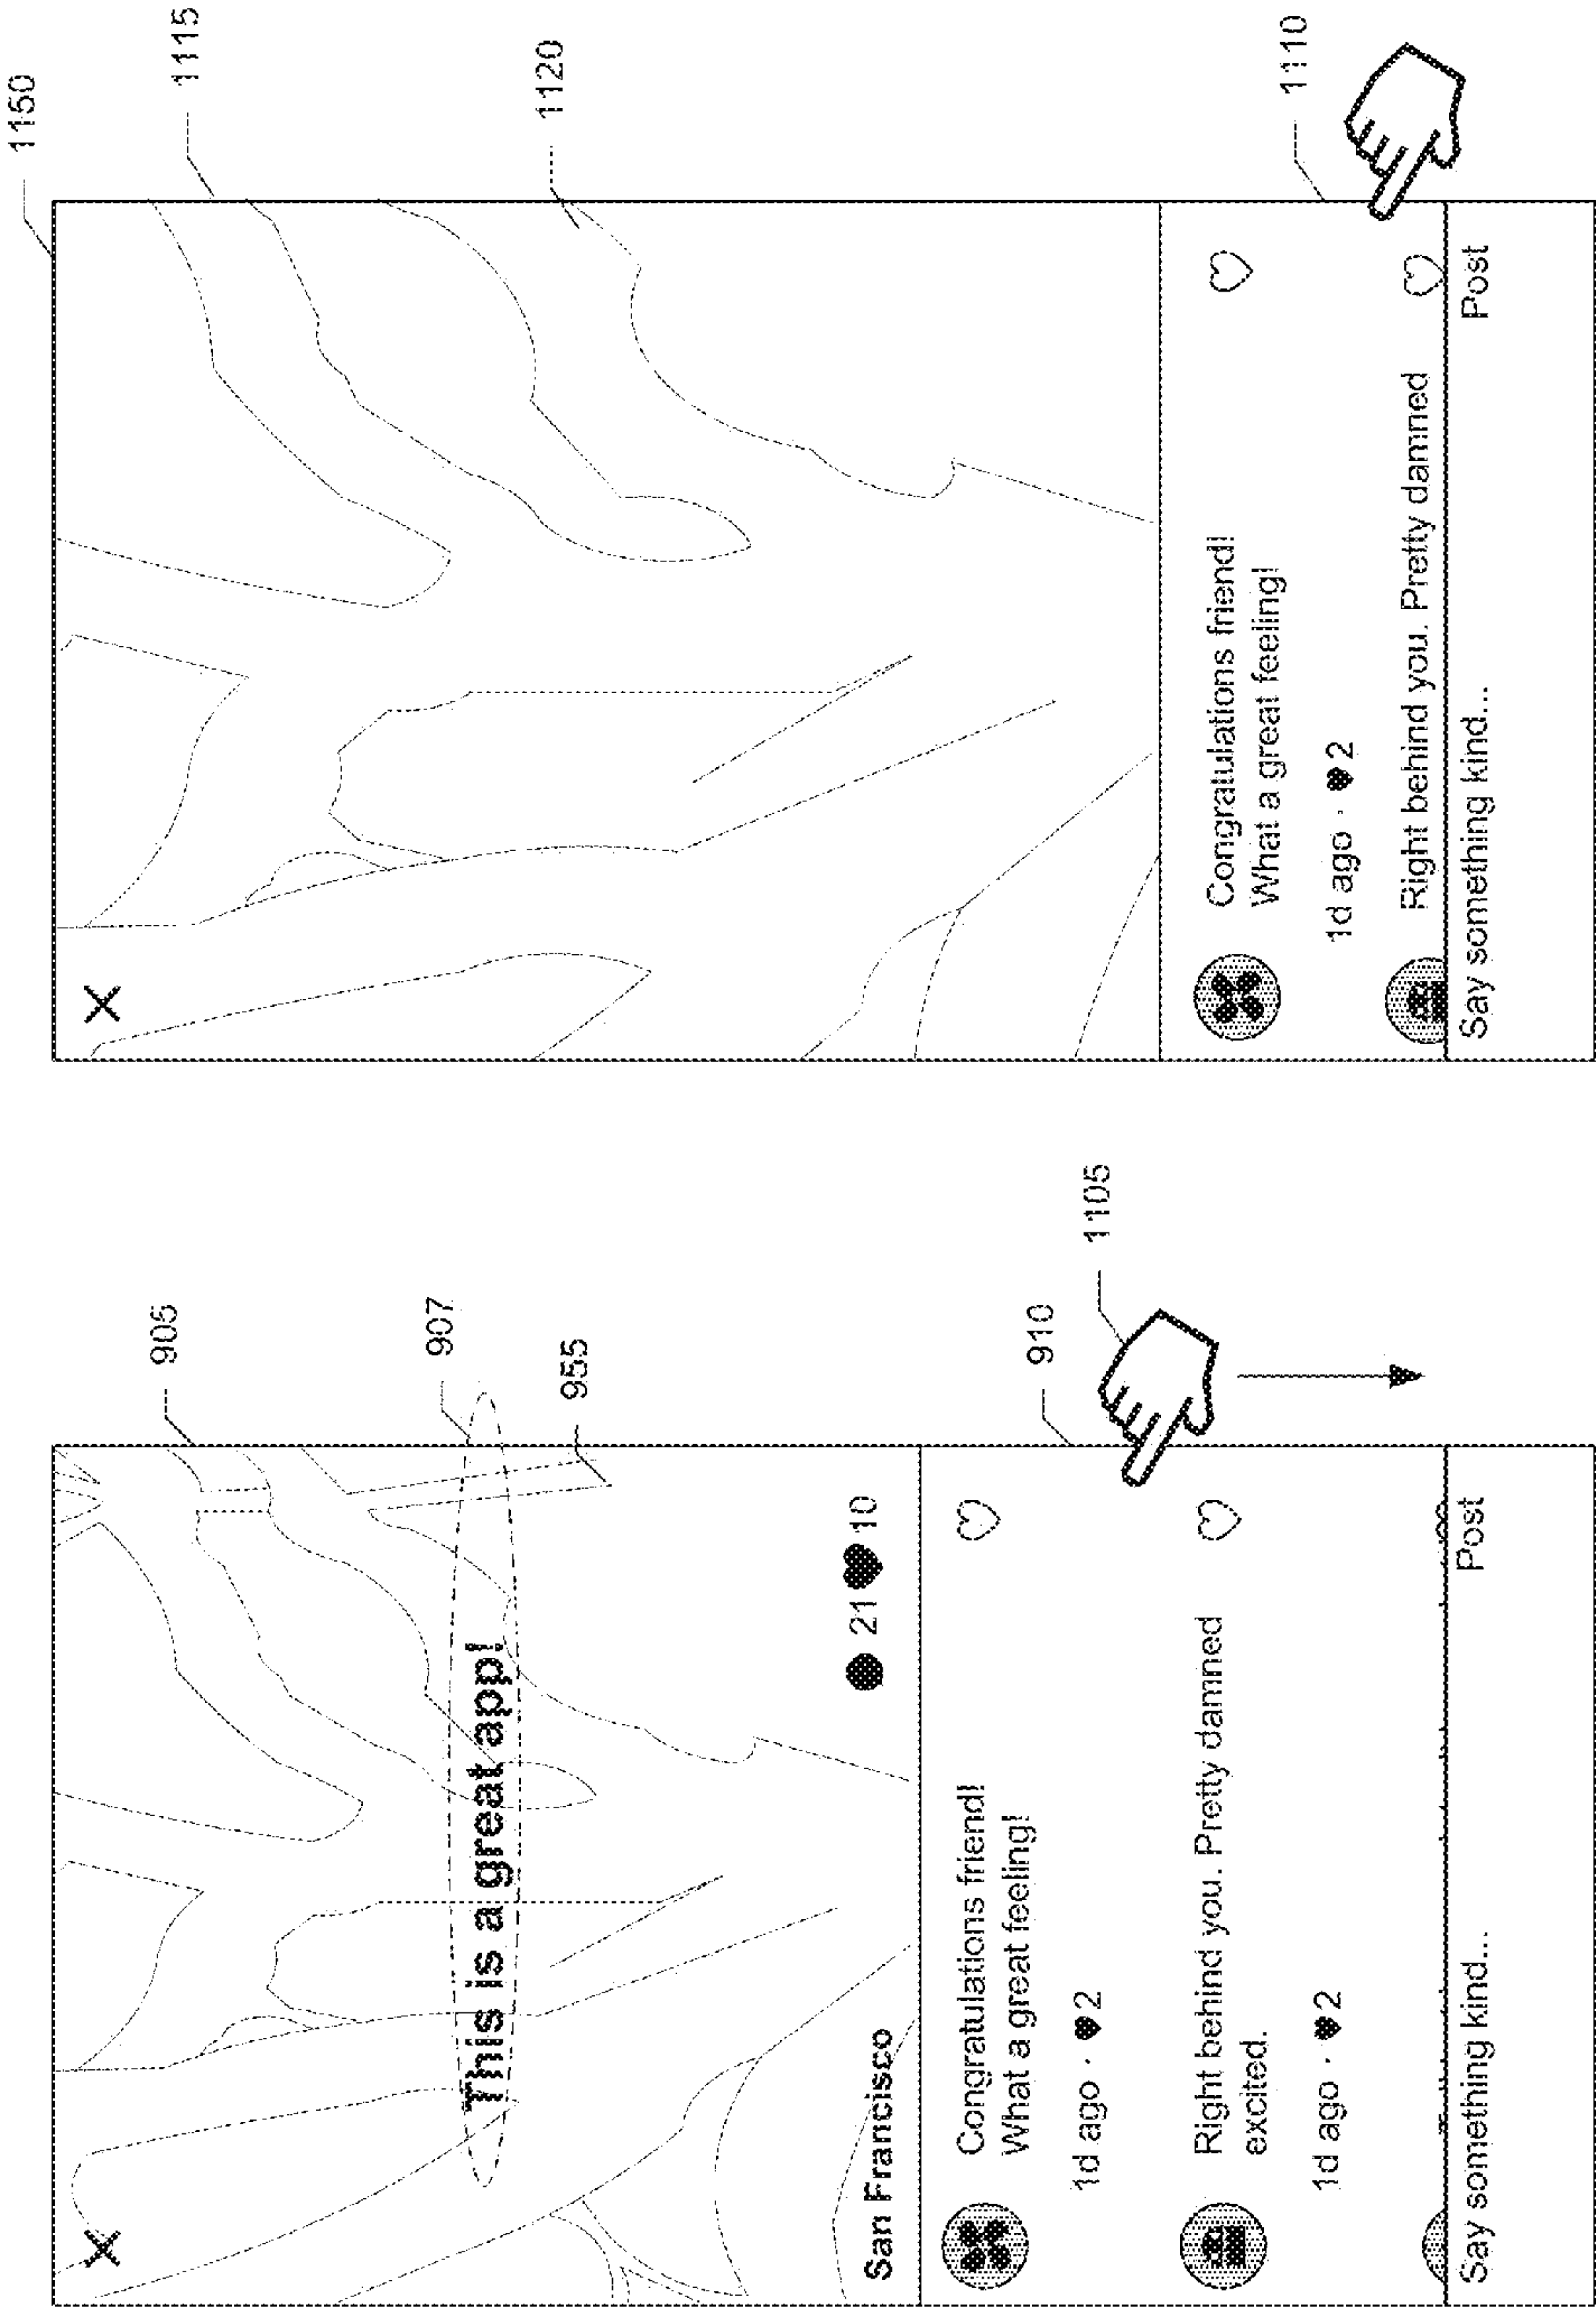 905
907
This is a great app!
955
San Francisco
21 10
910
Congratulations friend!
What a great feeling!
1d ago · ♥2
1105
Right behind you. Pretty damned
excited.
1d ago · ♥2
Say something kind... Post
1150
1115
1120
1110
Congratulations friend!
What a great feeling!
1d ago · ♥2
Right behind you. Pretty damned
Say something kind... Post